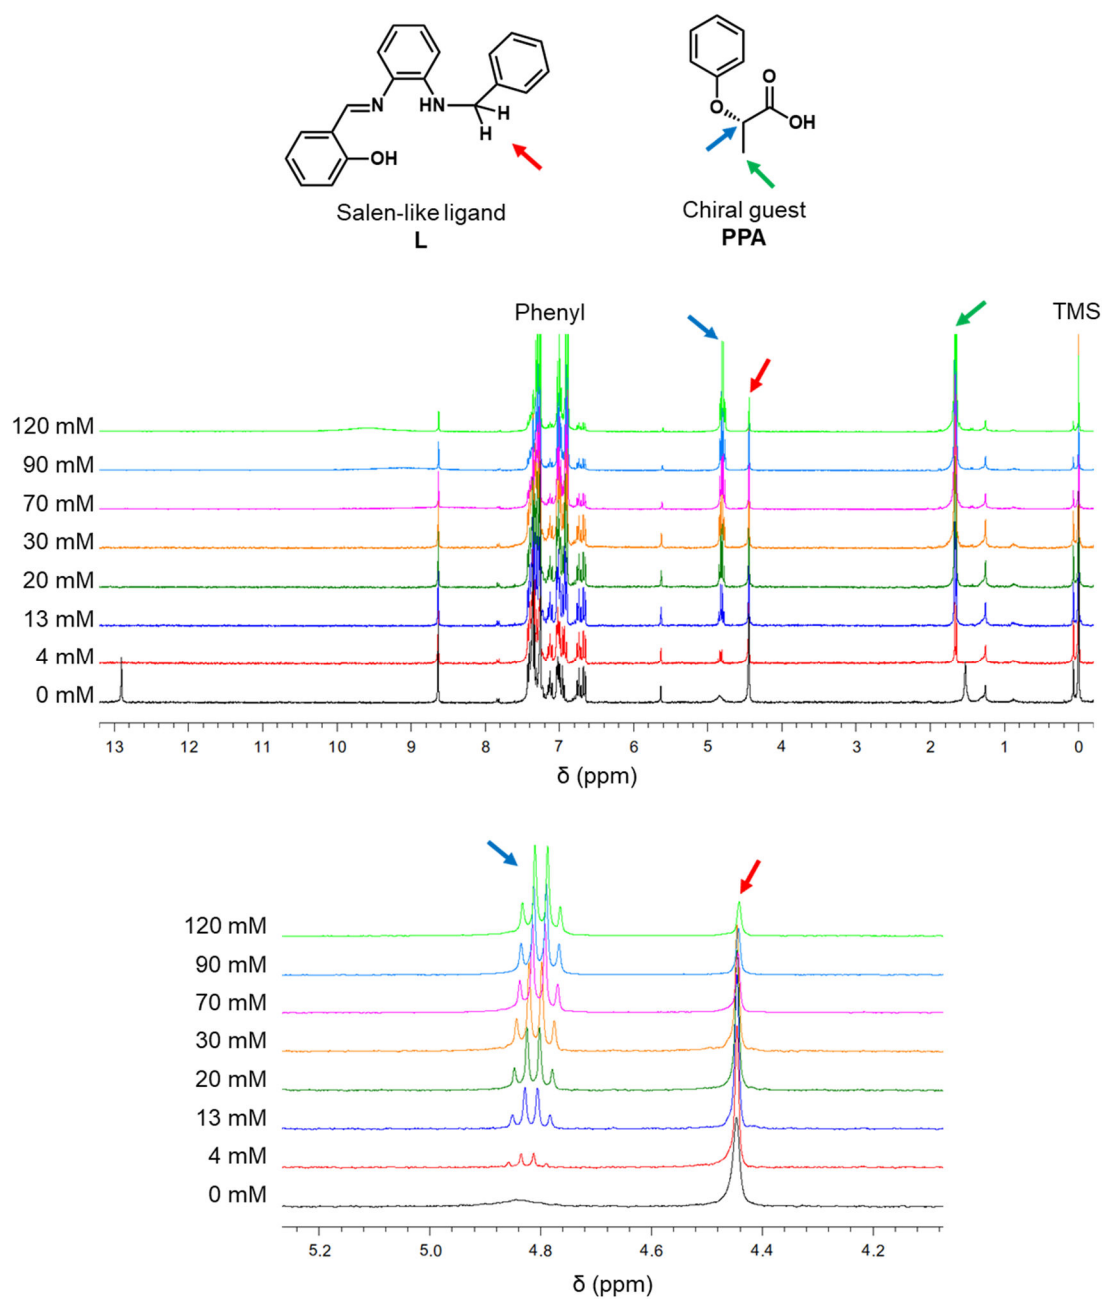 O
N
HN
H
H
O
OH
OH
Salen-like ligand
L
Chiral guest
PPA
Phenyl
TMS
120 mM
90 mM
70 mM
30 mM
20 mM
13 mM
4 mM
0 mM
13 12 11 10 9 8 7 6 5 4 3 2 1 0
δ (ppm)
120 mM
90 mM
70 mM
30 mM
20 mM
13 mM
4 mM
0 mM
5.2 5.0 4.8 4.6 4.4 4.2
δ (ppm)